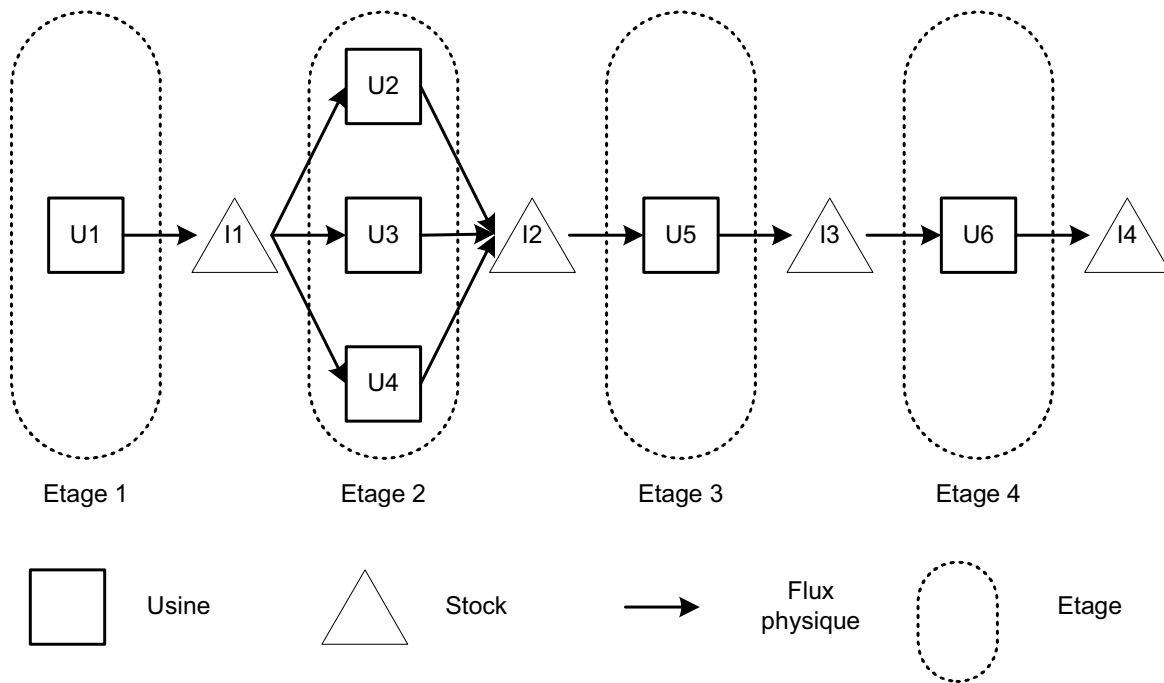 U2
U1
I1
U3
I2
U5
I3
U6
I4
U4
Etage 1
Etage 2
Etage 3
Etage 4
Usine
Stock
Flux
physique
Etage